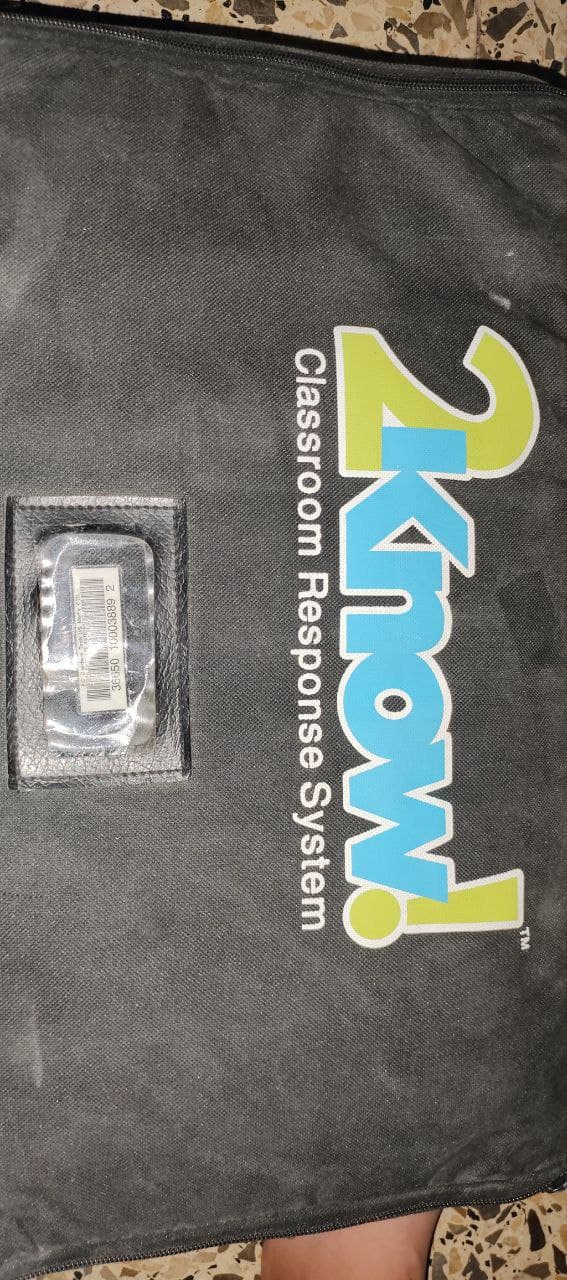 2Know!™
Classroom Response System
36650 10003889 2